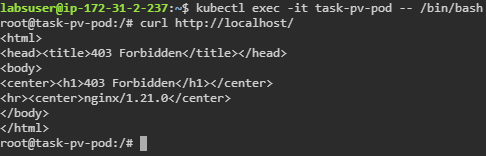 labsuser@ip-172-31-2-237:~$ kubectl exec -it task-pv-pod -- /bin/bash
root@task-pv-pod:/# curl http://localhost/
<html>
<head><title>403 Forbidden</title></head>
<body>
<center><h1>403 Forbidden</h1></center>
<hr><center>nginx/1.21.0</center>
</body>
</html>
root@task-pv-pod:/#